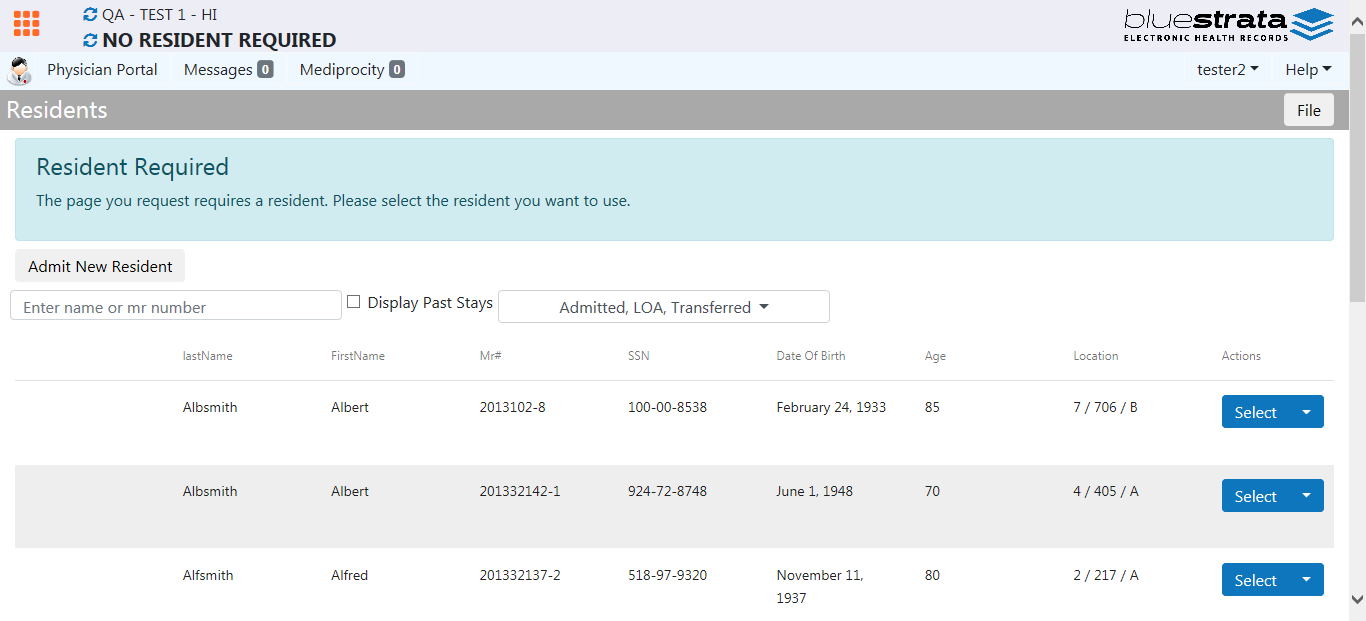 QA - TEST 1 - HI
NO RESIDENT REQUIRED
bluestrata
ELECTRONIC HEALTH RECORDS
Physician Portal Messages 0 Mediprocity 0 tester2 Help
Residents File
Resident Required
The page you request requires a resident. Please select the resident you want to use.
Admit New Resident
Enter name or mr number Display Past Stays Admitted, LOA, Transferred
lastName FirstName Mr# SSN Date Of Birth Age Location Actions
Albsmith Albert 2013102-8 100-00-8538 February 24, 1933 85 7 / 706 / B Select
Albsmith Albert 201332142-1 924-72-8748 June 1, 1948 70 4 / 405 / A Select
Alfsmith Alfred 201332137-2 518-97-9320 November 11, 80 2 / 217 / A Select
1937